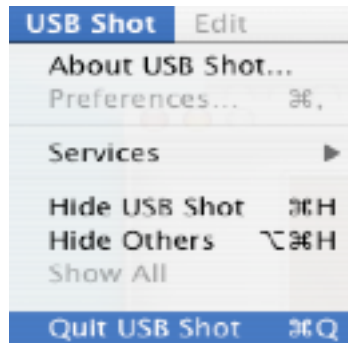 USB Shot Edit
About USB Shot...
Preferences... ⌘,
Services ▶
Hide USB Shot ⌘H
Hide Others ⌥⌘H
Show All
Quit USB Shot ⌘Q